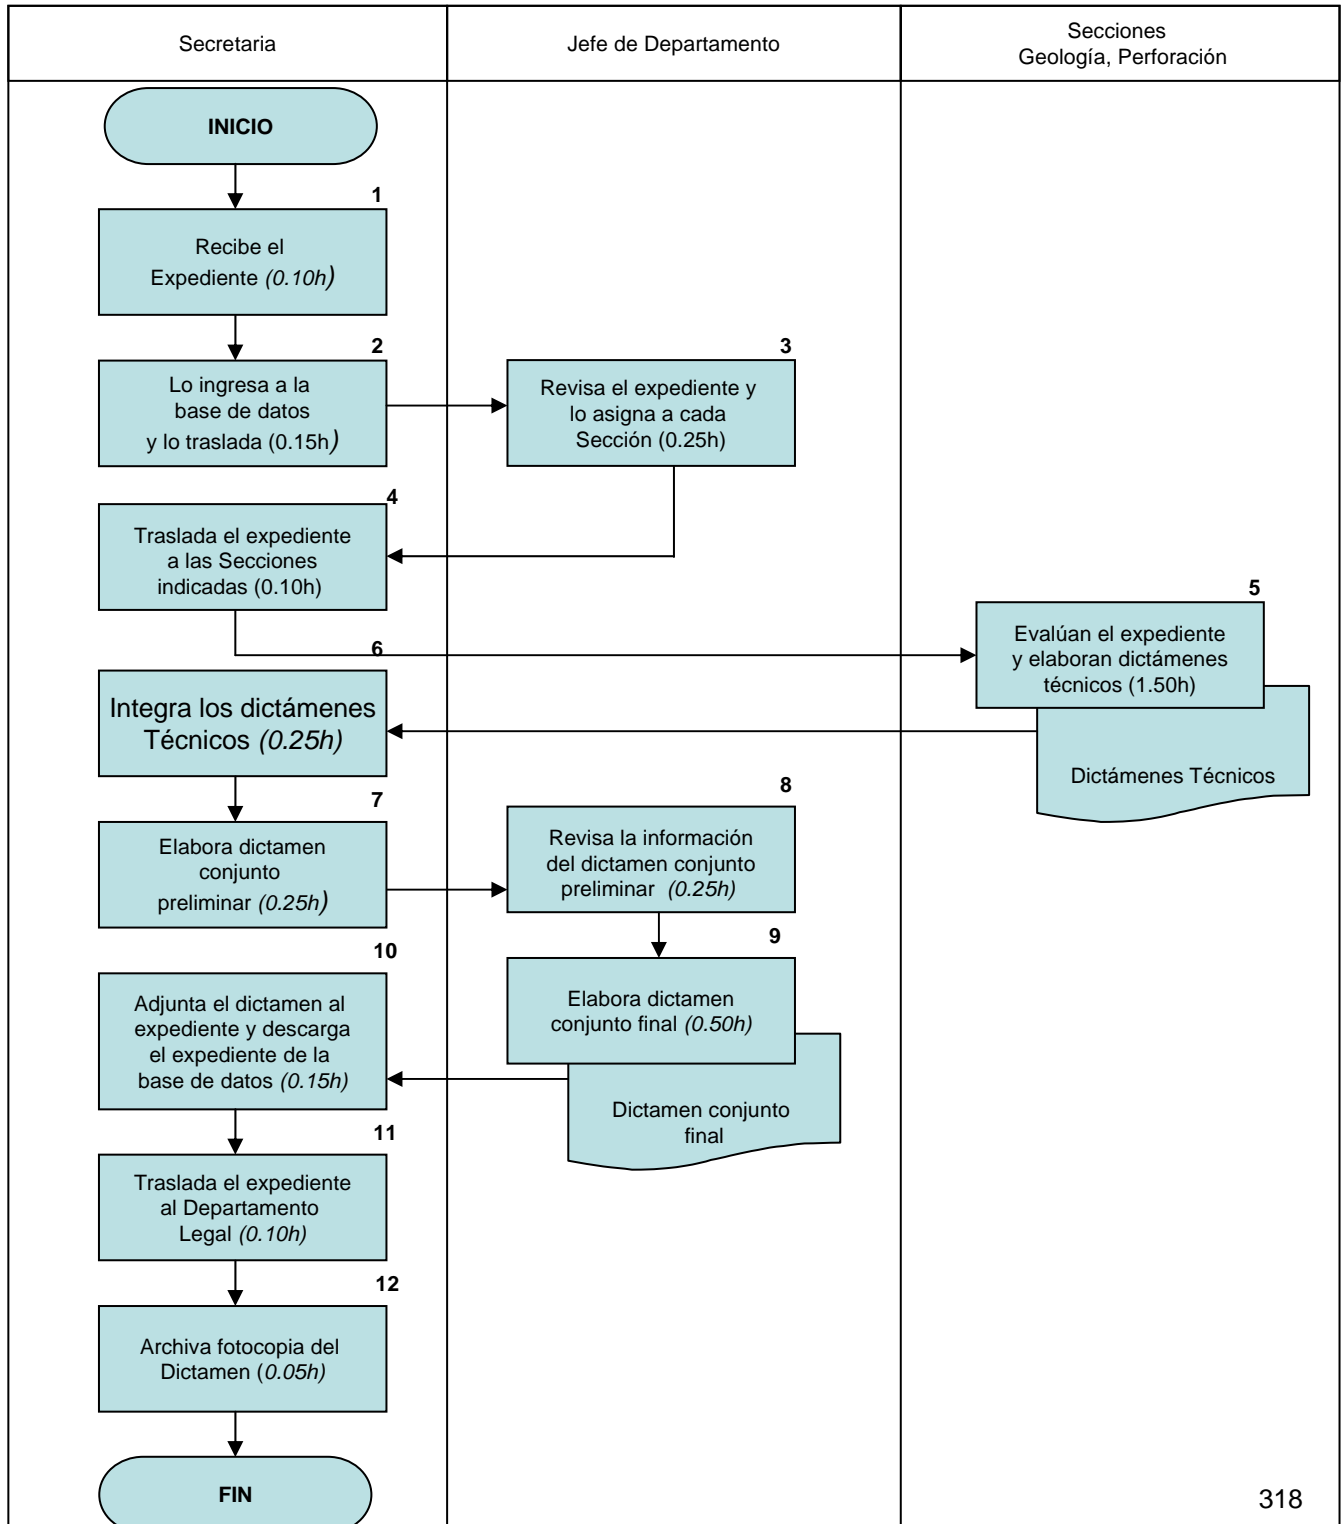 Secretaria
Jefe de Departamento
Secciones
Geología, Perforación
INICIO
1
Recibe el
Expediente (0.10h)
2
Lo ingresa a la
base de datos
y lo traslada (0.15h)
3
Revisa el expediente y
lo asigna a cada
Sección (0.25h)
4
Traslada el expediente
a las Secciones
indicadas (0.10h)
5
Evalúan el expediente
y elaboran dictámenes
técnicos (1.50h)
Dictámenes Técnicos
6
Integra los dictámenes
Técnicos (0.25h)
7
Elabora dictamen
conjunto
preliminar (0.25h)
8
Revisa la información
del dictamen conjunto
preliminar (0.25h)
9
Elabora dictamen
conjunto final (0.50h)
Dictamen conjunto
final
10
Adjunta el dictamen al
expediente y descarga
el expediente de la
base de datos (0.15h)
11
Traslada el expediente
al Departamento
Legal (0.10h)
12
Archiva fotocopia del
Dictamen (0.05h)
FIN
318